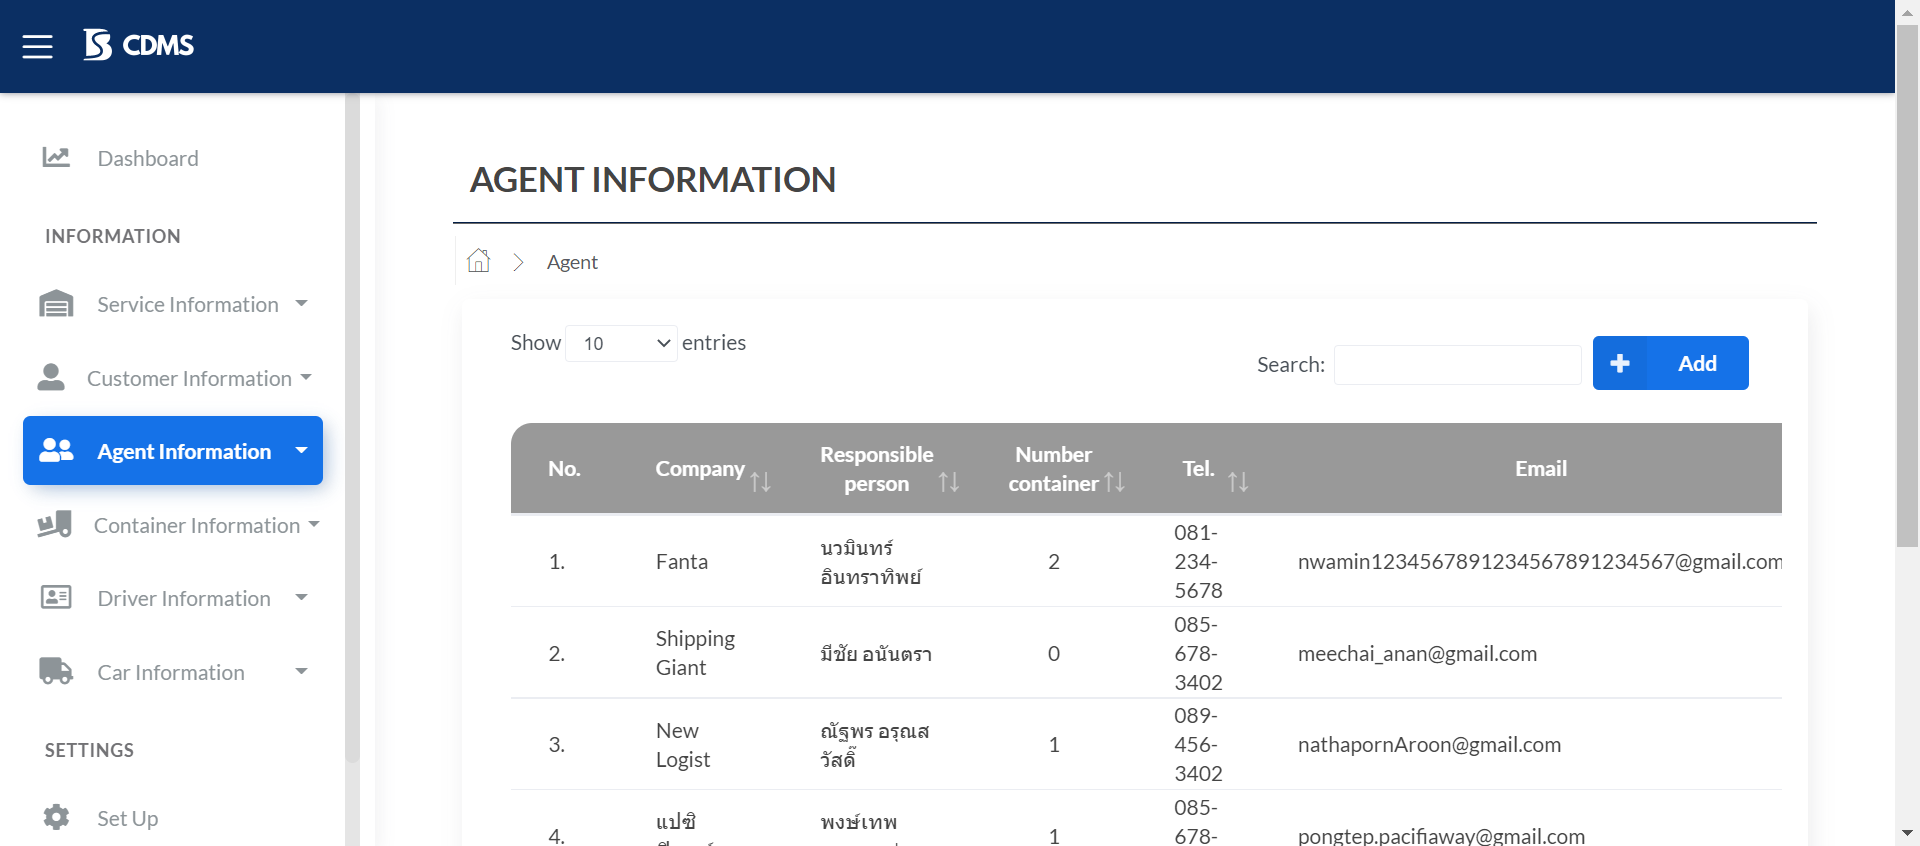 CDMS
Dashboard
INFORMATION
Service Information
Customer Information
Agent Information
Container Information
Driver Information
Car Information
SETTINGS
Set Up
AGENT INFORMATION
Agent
Show 10 entries
Search:
Add
No. Company Responsible person Number container Tel. Email
1. Fanta นวมินทร์ อินทราทิพย์ 2 081-234-5678 nwamin1234567891234567891234567@gmail.com
2. Shipping Giant มีชัย อนันตรา 0 085-678-3402 meechai_anan@gmail.com
3. New Logist ณัฐพร อรุณสวัสดิ์ 1 089-456-3402 nathapornAroon@gmail.com
4. แปซิ พงษ์เทพ 1 085-678- pongtep.pacifiaway@gmail.com